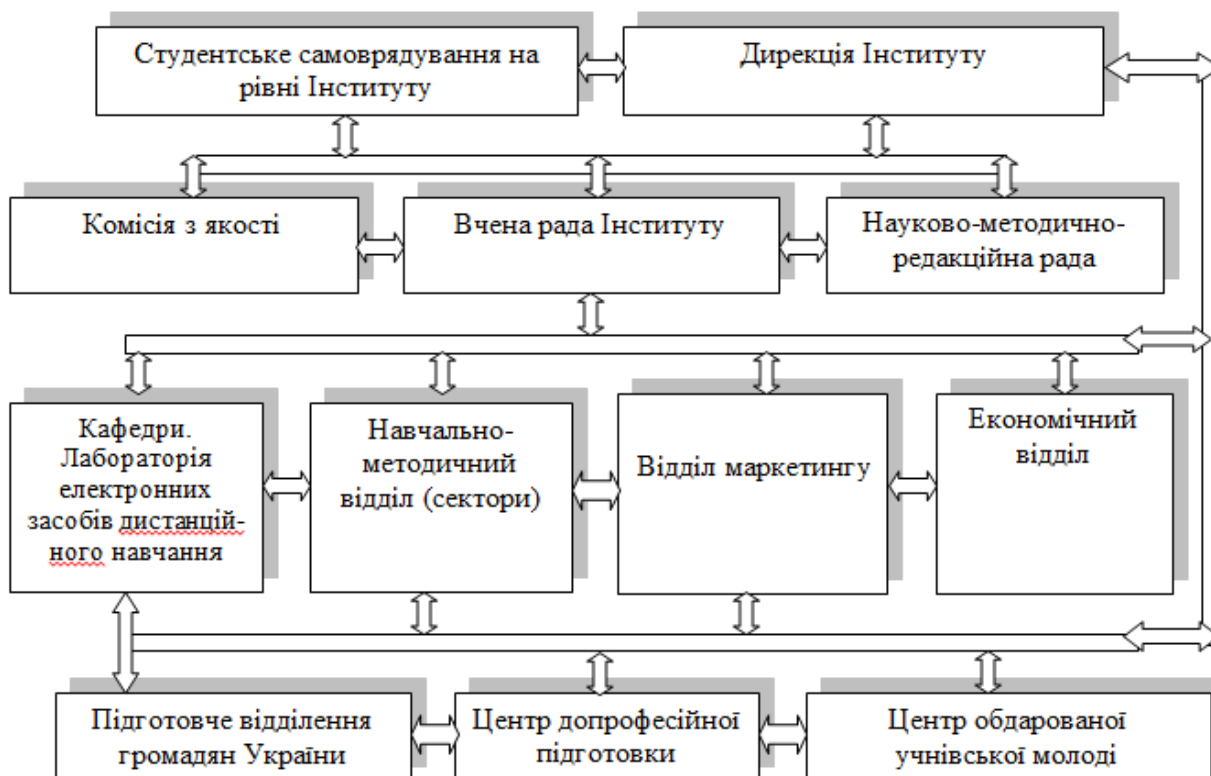 Студентське самоврядування на
рівні Інституту
Дирекція Інституту
Комісія з якості
Вчена рада Інституту
Науково-методично-
редакційна рада
Кафедри.
Лабораторія
електронних
засобів дистанцій-
ного навчання
Навчально-
методичний
відділ (сектори)
Відділ маркетингу
Економічний
відділ
Підготовче відділення
громадян України
Центр допрофесійної
підготовки
Центр обдарованої
учнівської молоді